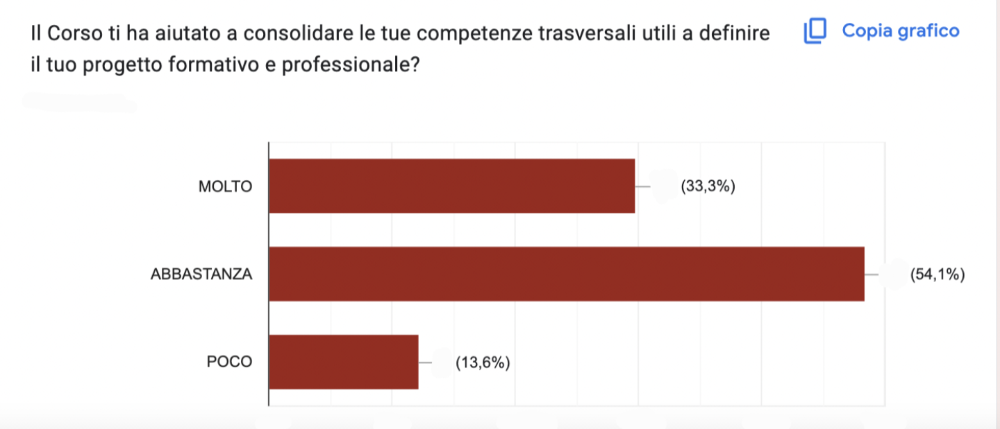 Il Corso ti ha aiutato a consolidare le tue competenze trasversali utili a definire
il tuo progetto formativo e professionale?
Copia grafico
MOLTO
(33,3%)
ABBASTANZA
(54,1%)
POCO
(13,6%)